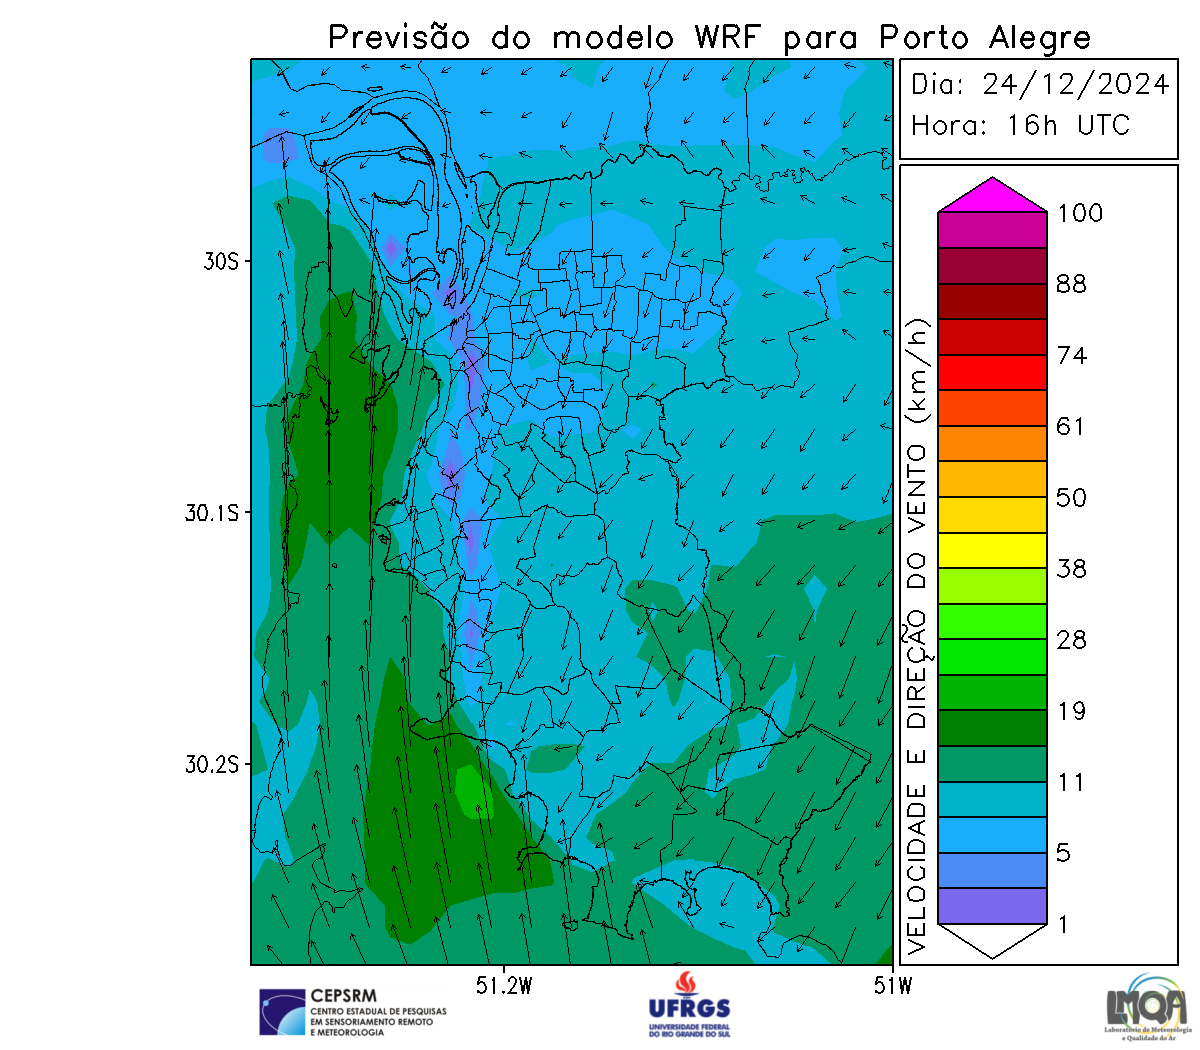 Previsão do modelo WRF para Porto Alegre
Dia: 24/12/2024
Hora: 16h UTC
30S
30.1S
30.2S
51.2W
51W
VELOCIDADE E DIREÇÃO DO VENTO (km/h)
100
88
74
61
50
38
28
19
11
5
1
CEPSRM
CENTRO ESTADUAL DE PESQUISAS
EM SENSORIAMENTO REMOTO
E METEOROLOGIA
UFRGS
UNIVERSIDADE FEDERAL
DO RIO GRANDE DO SUL
LMQA
Laboratório de Meteorologia
e Qualidade do Ar